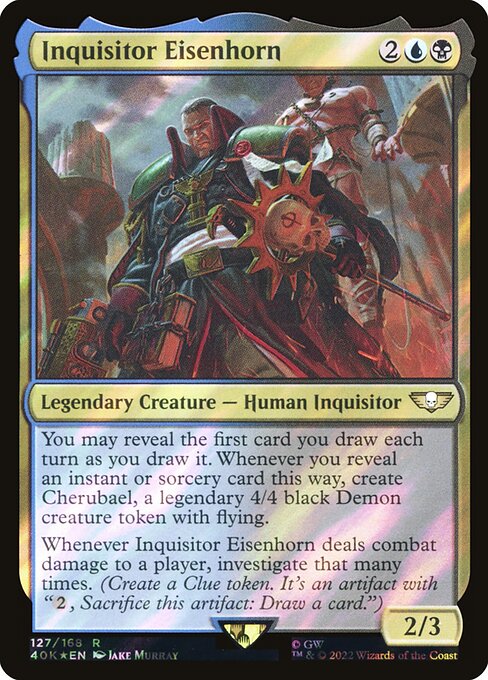 Inquisitor Eisenhorn 2
Legendary Creature — Human Inquisitor
You may reveal the first card you draw each
turn as you draw it. Whenever you reveal
an instant or sorcery card this way, create
Cherubael, a legendary 4/4 black Demon
creature token with flying.
Whenever Inquisitor Eisenhorn deals combat
damage to a player, investigate that many
times. (Create a Clue token. It's an artifact with
“2, Sacrifice this artifact: Draw a card.”)
2/3
127/168 R
40K★EN Jake Murray
© GW
™ & © 2022 Wizards of the Coast